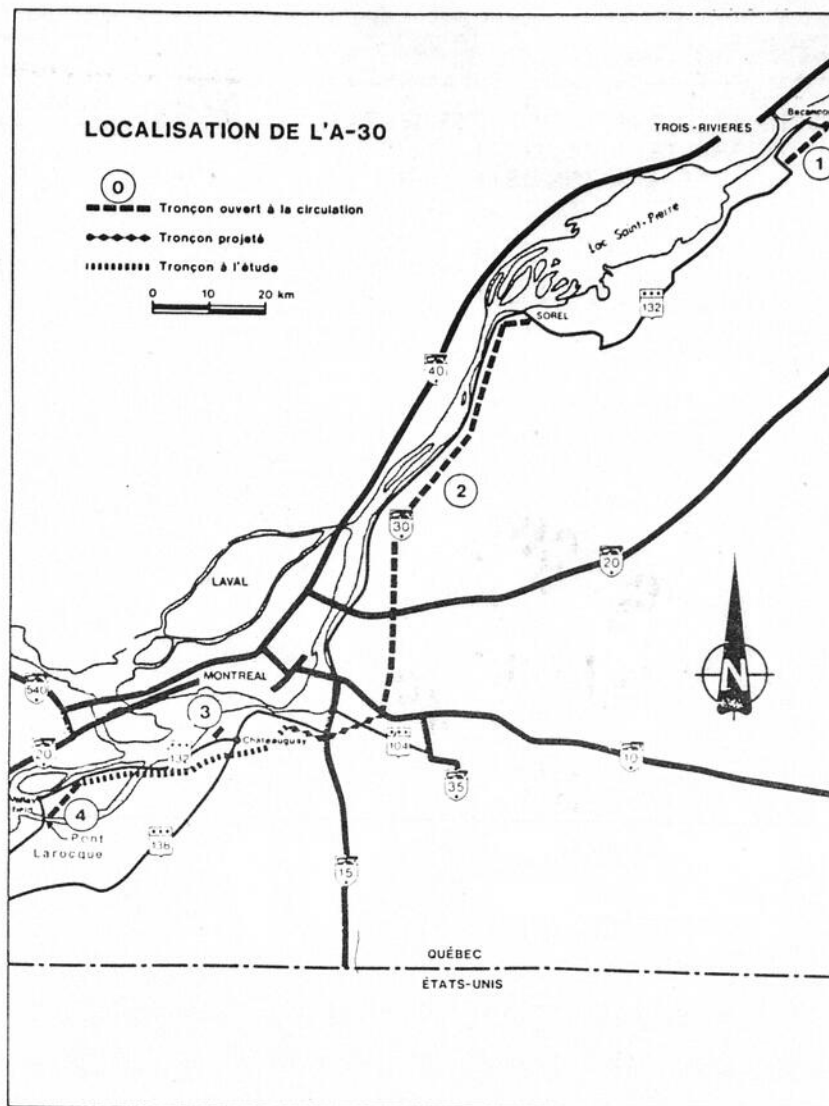 LOCALISATION DE L'A-30
0
Tronçon ouvert à la circulation
Tronçon projeté
Tronçon à l'étude
0 10 20 km
TROIS-RIVIERES
1
Lac Saint-Pierre
SOREL
132
40
2
30
20
LAVAL
MONTREAL
540
20
3
132
Châteauguay
104
10
35
4
Pont
Larocque
138
15
N
QUÉBEC
ÉTATS-UNIS